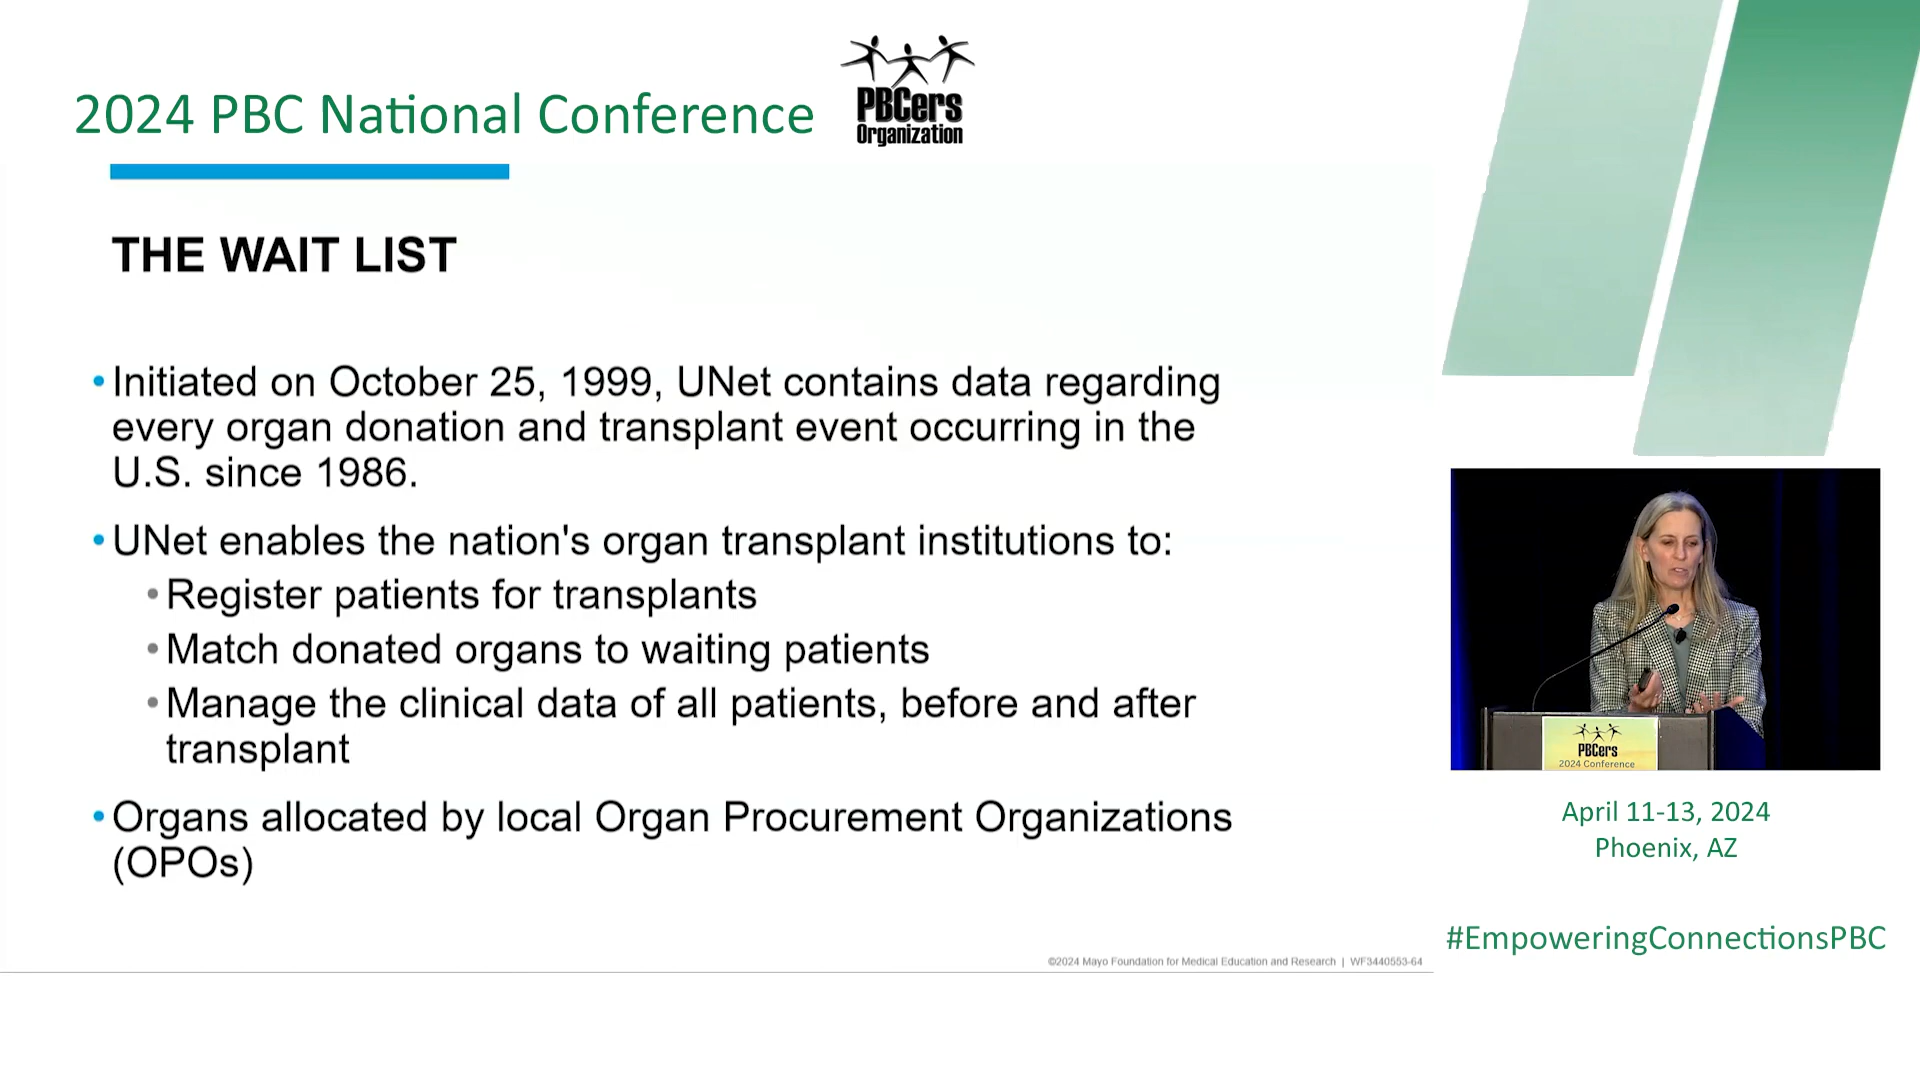 2024 PBC National Conference
PBCers
Organization
THE WAIT LIST
•Initiated on October 25, 1999, UNet contains data regarding
every organ donation and transplant event occurring in the
U.S. since 1986.
•UNet enables the nation's organ transplant institutions to:
•Register patients for transplants
•Match donated organs to waiting patients
•Manage the clinical data of all patients, before and after
transplant
•Organs allocated by local Organ Procurement Organizations
(OPOs)
©2024 Mayo Foundation for Medical Education and Research | WF3440553-64
PBCers
2024 Conference
April 11-13, 2024
Phoenix, AZ
#EmpoweringConnectionsPBC